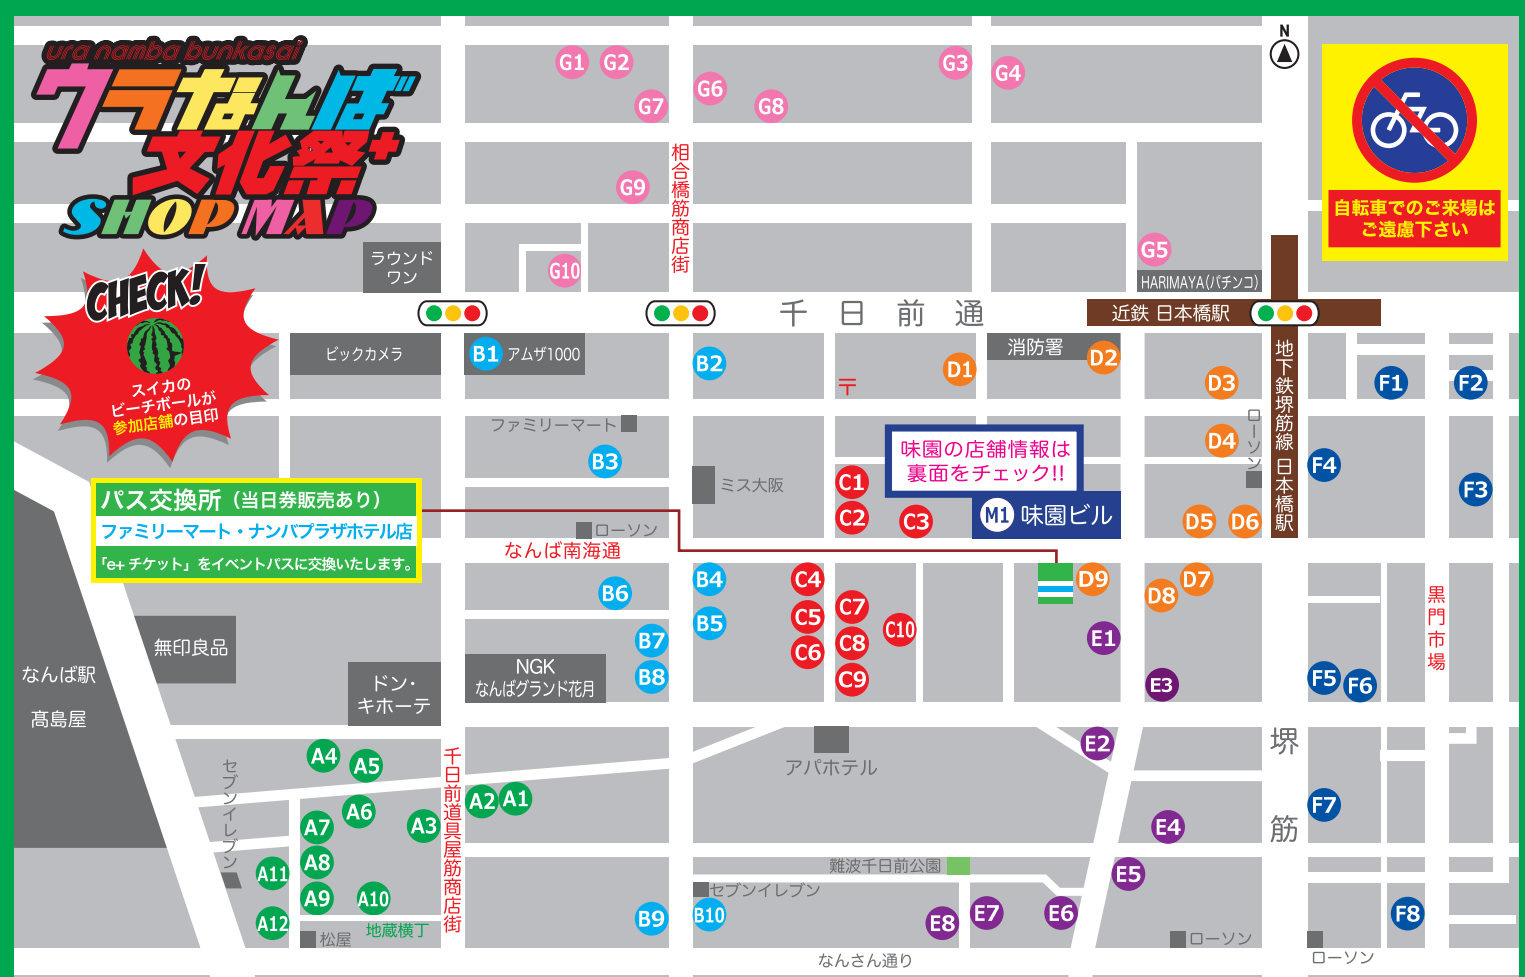 ura namba bunkasai
ウラなんば
文化祭+
SHOP MAP
G1
G2
G3
G4
G6
G7
G8
N
自転車でのご来場は
ご遠慮下さい
相合橋筋商店街
G9
G5
G10
ラウンド
ワン
HARIMAYA(パチンコ)
CHECK!
スイカの
ビーチボールが
参加店舗の目印
千日前通
近鉄 日本橋駅
地下鉄堺筋線 日本橋駅
ビックカメラ
B1
アムザ1000
B2
〒
D1
消防署
D2
D3
F1
F2
ファミリーマート
B3
ミス大阪
味園の店舗情報は
裏面をチェック!!
D4
ローソン
F4
F3
C1
C2
C3
M1 味園ビル
D5
D6
パス交換所（当日券販売あり）
ファミリーマート・ナンバプラザホテル店
「e+ チケット」をイベントパスに交換いたします。
ローソン
なんば南海通
B6
B4
C4
D9
D7
D8
B5
C5
C7
C10
C6
C8
C9
E1
E3
黒門市場
B7
B8
NGK
なんばグランド花月
無印良品
ドン・
キホーテ
なんば駅
髙島屋
F5
F6
堺筋
アパホテル
E2
A4
A5
セブンイレブン
千日前道具屋筋商店街
A2
A1
A6
A3
A7
A8
A11
A9
A10
A12
地蔵横丁
松屋
F7
E4
難波千日前公園
E5
セブンイレブン
B9
B10
E8
E7
E6
F8
ローソン
ローソン
なんさん通り